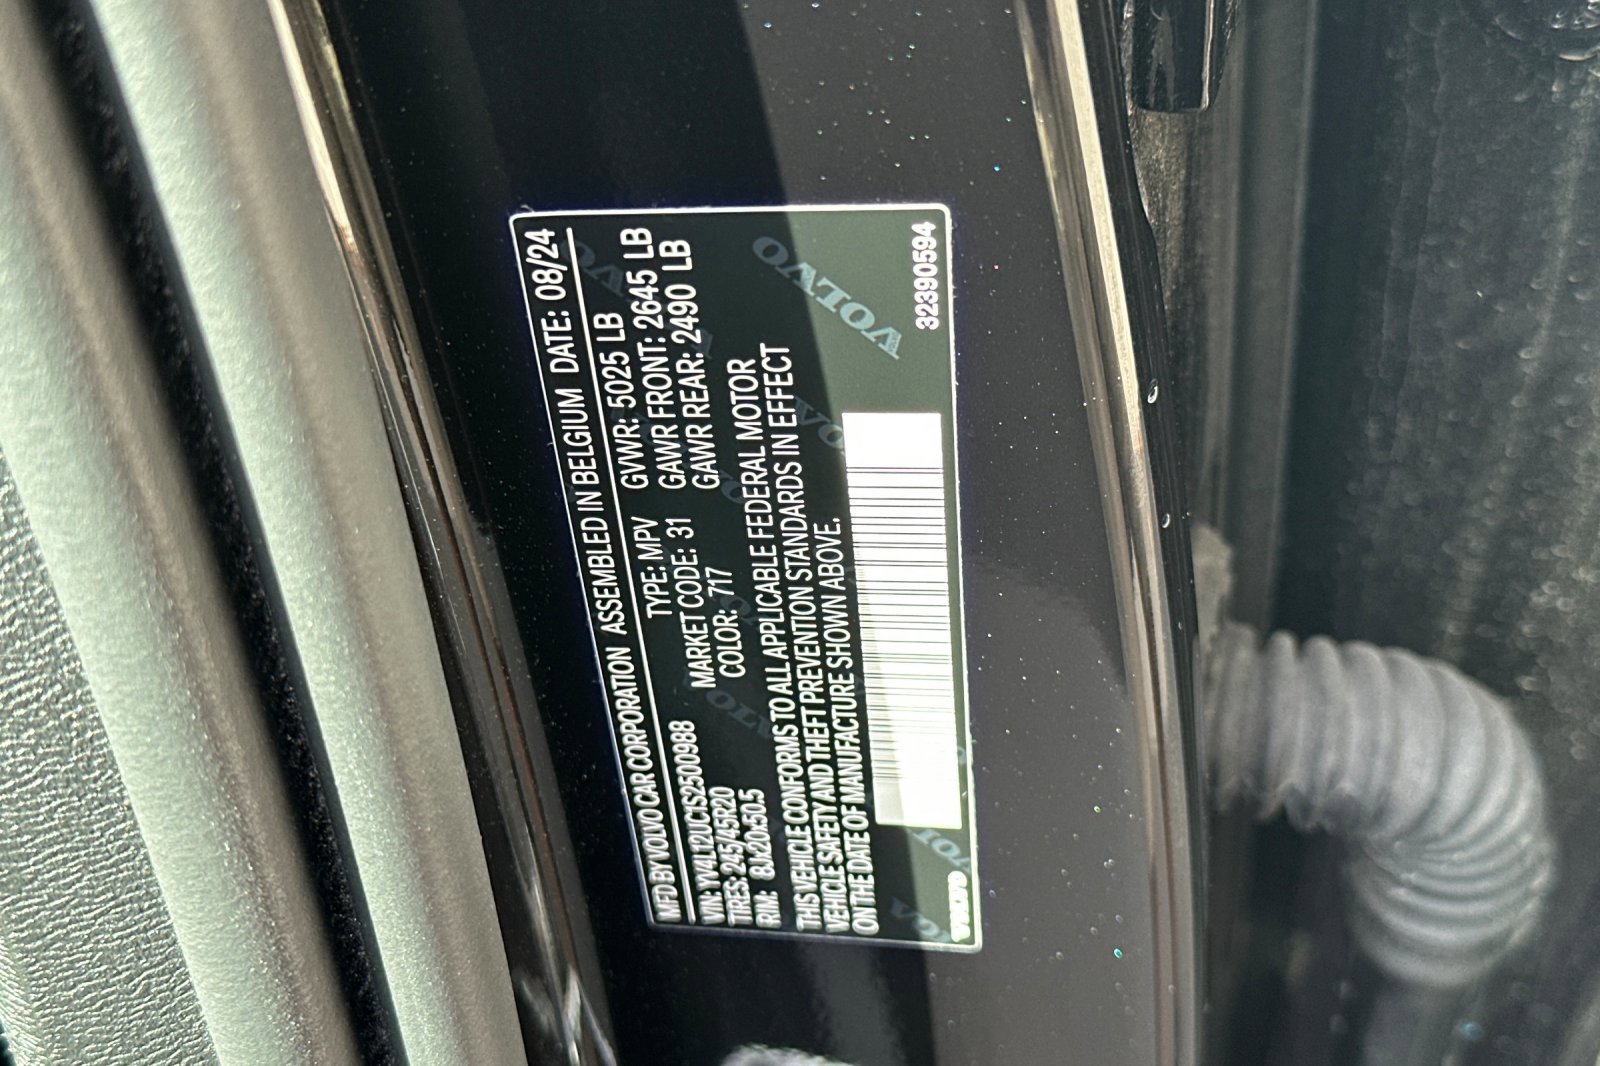 MFD BY VOLVO CAR CORPORATION ASSEMBLED IN BELGIUM DATE: 08/24
VIN: YV4L12UC1S2500988 TYPE: MPV GVWR: 5025 LB
TIRES: 245/45R20 MARKET CODE: 31 GAWR FRONT: 2645 LB
RIM: 8Jx20x50.5 COLOR: 717 GAWR REAR: 2490 LB
THIS VEHICLE CONFORMS TO ALL APPLICABLE FEDERAL MOTOR
VEHICLE SAFETY AND THEFT PREVENTION STANDARDS IN EFFECT
ON THE DATE OF MANUFACTURE SHOWN ABOVE.
VOLVO
VOLVO 32390594